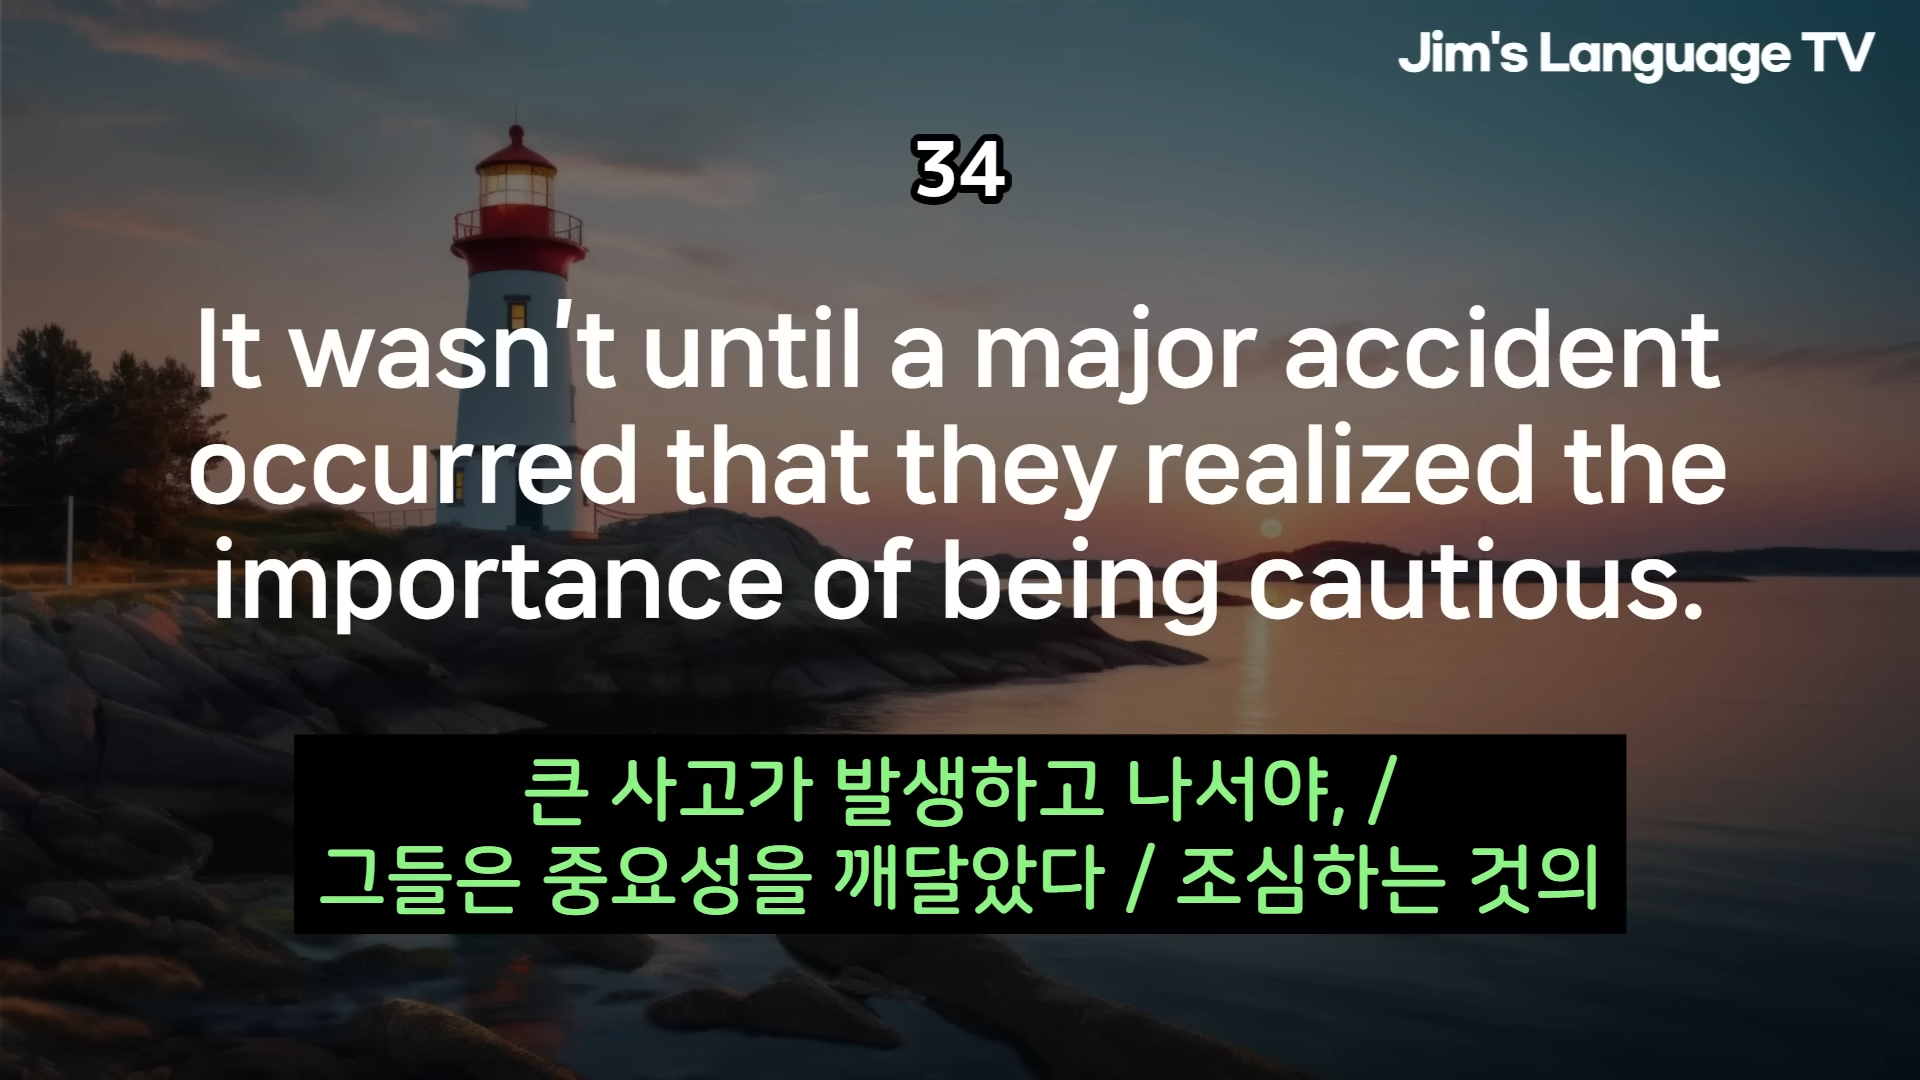 Jim's Language TV
34
It wasn't until a major accident
occurred that they realized the
importance of being cautious.
큰 사고가 발생하고 나서야, /
그들은 중요성을 깨달았다 / 조심하는 것의